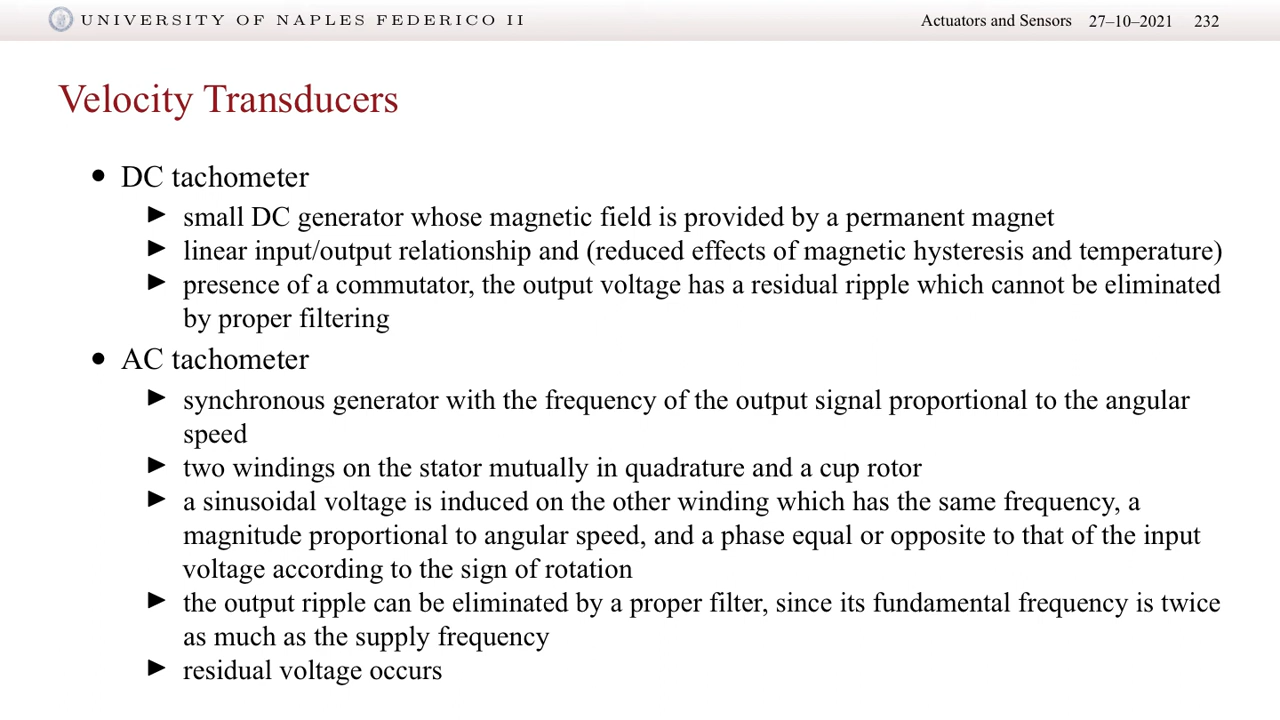 UNIVERSITY OF NAPLES FEDERICO II
Actuators and Sensors 27–10–2021 232
Velocity Transducers
• DC tachometer
► small DC generator whose magnetic field is provided by a permanent magnet
► linear input/output relationship and (reduced effects of magnetic hysteresis and temperature)
► presence of a commutator, the output voltage has a residual ripple which cannot be eliminated
by proper filtering
• AC tachometer
► synchronous generator with the frequency of the output signal proportional to the angular
speed
► two windings on the stator mutually in quadrature and a cup rotor
► a sinusoidal voltage is induced on the other winding which has the same frequency, a
magnitude proportional to angular speed, and a phase equal or opposite to that of the input
voltage according to the sign of rotation
► the output ripple can be eliminated by a proper filter, since its fundamental frequency is twice
as much as the supply frequency
► residual voltage occurs